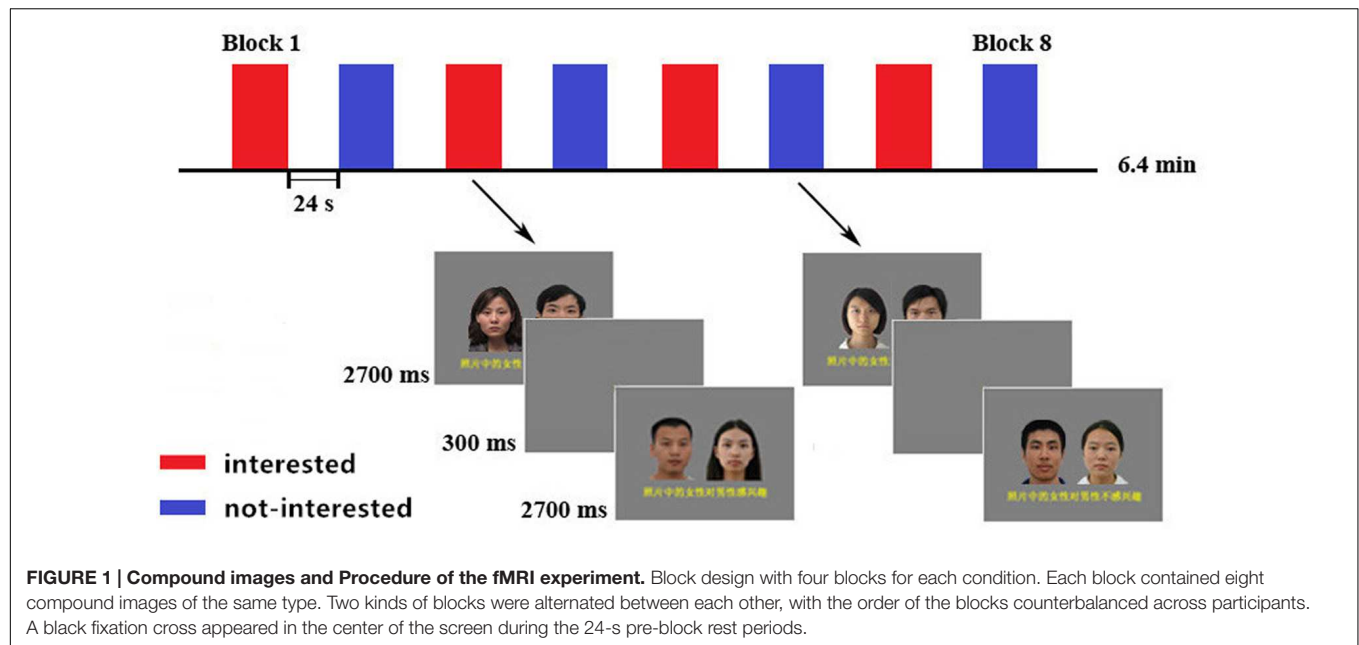 Block 1
Block 8
6.4 min
24 s
照片中的女性
照片中的女性
2700 ms
300 ms
照片中的女性对男性感兴趣
照片中的女性对男性不感兴趣
2700 ms
interested
not-interested
FIGURE 1 | Compound images and Procedure of the fMRI experiment. Block design with four blocks for each condition. Each block contained eight
compound images of the same type. Two kinds of blocks were alternated between each other, with the order of the blocks counterbalanced across participants.
A black fixation cross appeared in the center of the screen during the 24-s pre-block rest periods.